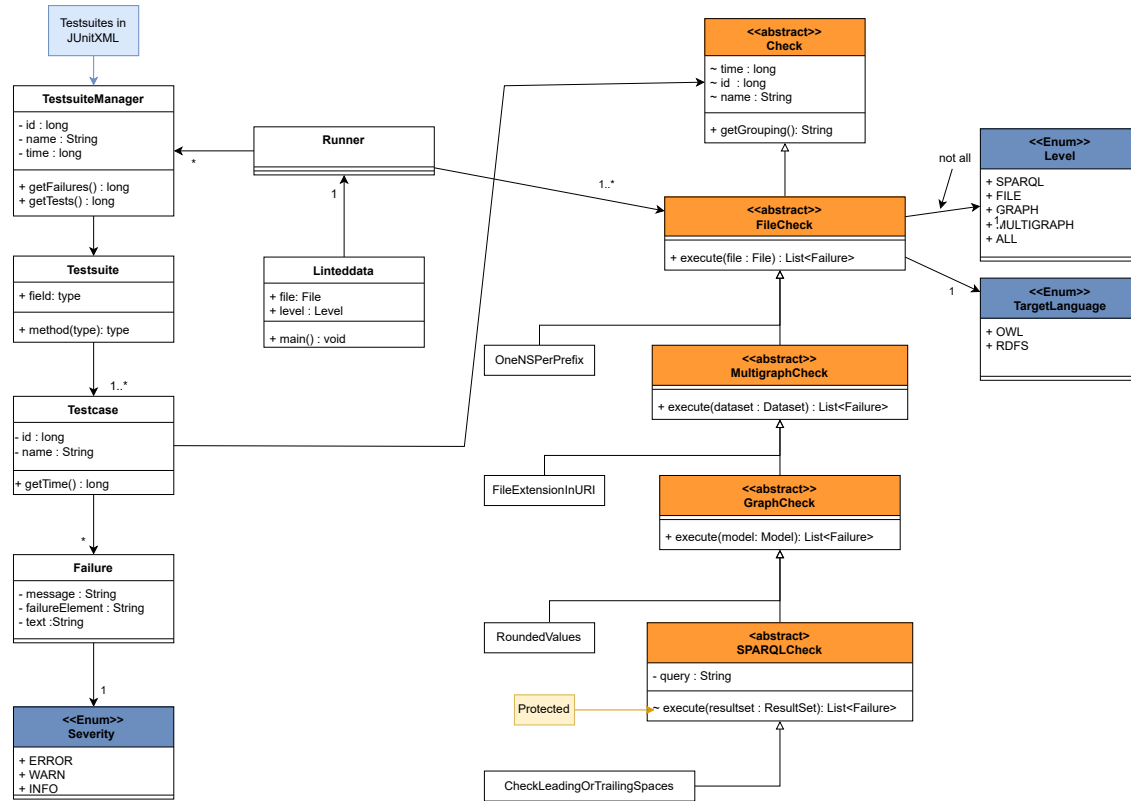 Testsuites in
JUnitXML
TestsuiteManager
- id : long
- name : String
- time : long
+ getFailures() : long
+ getTests() : long
*
Runner
1
Linteddata
+ file: File
+ level : Level
+ main() : void
Testsuite
+ field: type
+ method(type): type
1..*
Testcase
- id : long
- name : String
+ getTime() : long
*
Failure
- message : String
- failureElement : String
- text :String
1
<<Enum>>
Severity
+ ERROR
+ WARN
+ INFO
<<abstract>>
Check
~ time : long
~ id : long
~ name : String
+ getGrouping(): String
1..*
<<abstract>>
FileCheck
+ execute(file : File) : List<Failure>
not all
<<Enum>>
Level
+ SPARQL
+ FILE
+ GRAPH
+ MULTIGRAPH
+ ALL
1
1
<<Enum>>
TargetLanguage
+ OWL
+ RDFS
OneNSPerPrefix
<<abstract>>
MultigraphCheck
+ execute(dataset : Dataset) : List<Failure>
FileExtensionInURI
<<abstract>>
GraphCheck
+ execute(model: Model): List<Failure>
RoundedValues
<abstract>
SPARQLCheck
- query : String
~ execute(resultset : ResultSet): List<Failure>
Protected
CheckLeadingOrTrailingSpaces